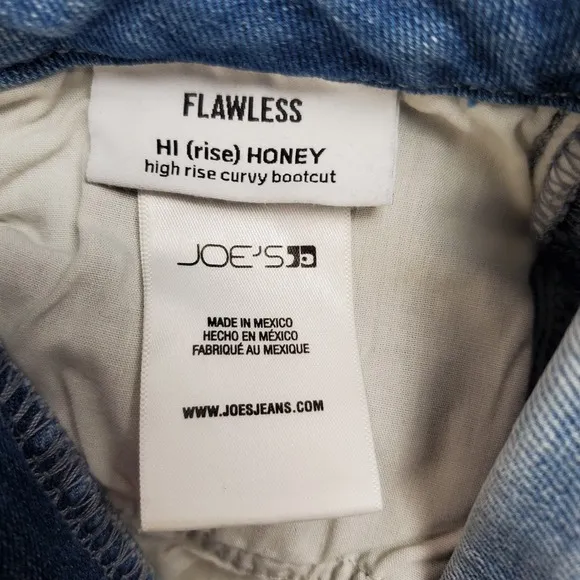 FLAWLESS
HI (rise) HONEY
high rise curvy bootcut
JOE'S
MADE IN MEXICO
HECHO EN MÉXICO
FABRIQUÉ AU MEXIQUE
WWW.JOESJEANS.COM